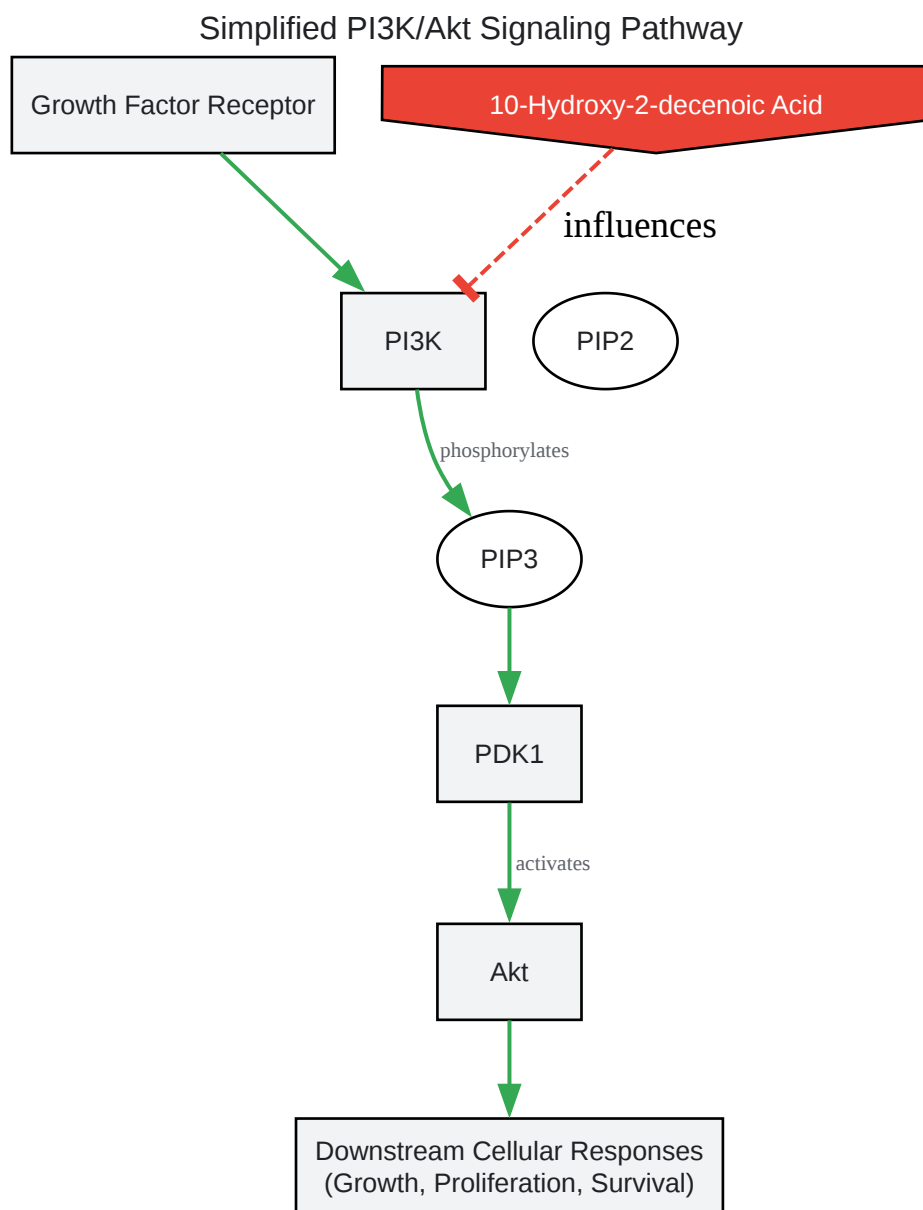 Simplified PI3K/Akt Signaling Pathway
Growth Factor Receptor
10-Hydroxy-2-decenoic Acid
influences
PI3K
PIP2
phosphorylates
PIP3
PDK1
activates
Akt
Downstream Cellular Responses
(Growth, Proliferation, Survival)